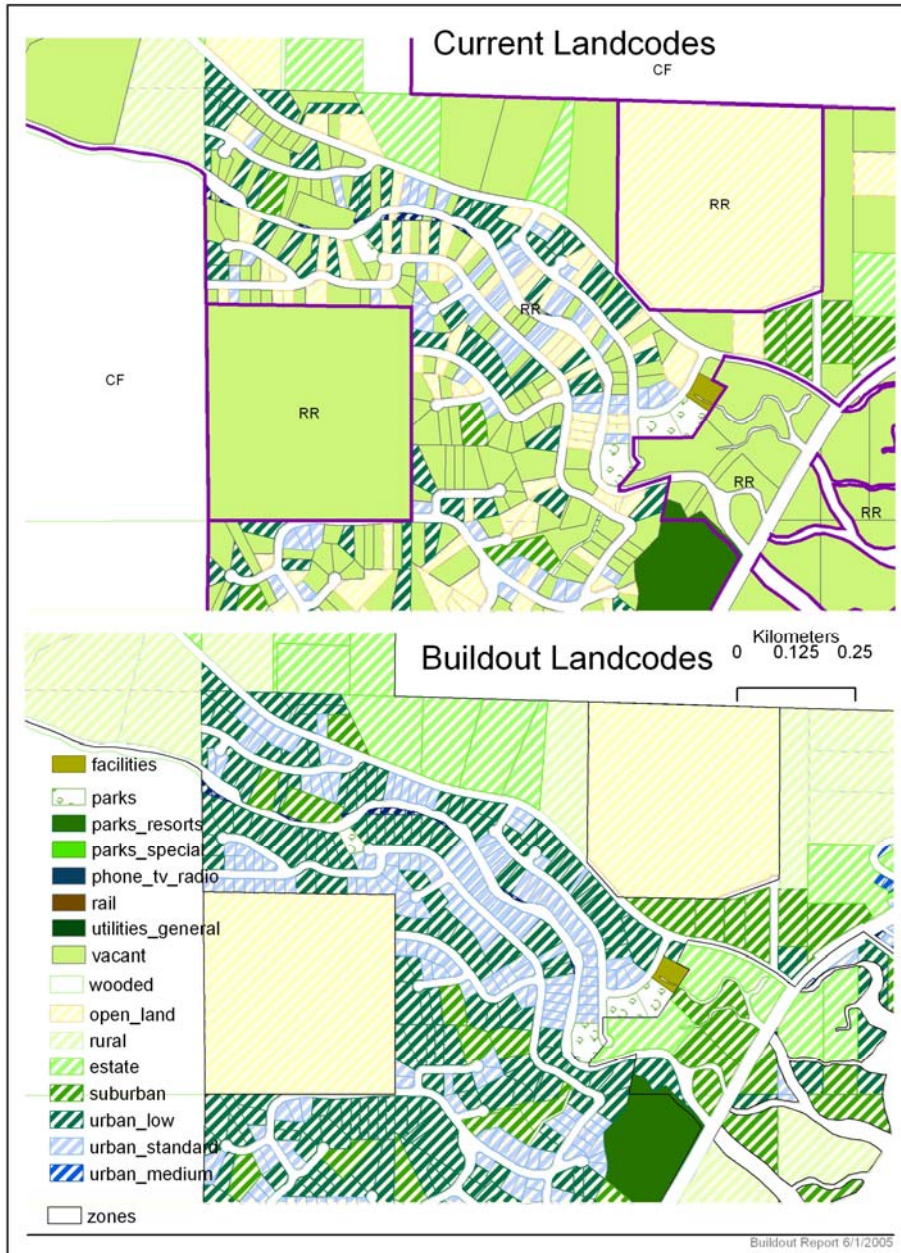 Current Landcodes
CF
RR
RR
CF
RR
RR
RR
Buildout Landcodes
Kilometers
0 0.125 0.25
facilities
parks
parks_resorts
parks_special
phone_tv_radio
rail
utilities_general
vacant
wooded
open_land
rural
estate
suburban
urban_low
urban_standard
urban_medium
zones
Buildout Report 6/1/2005